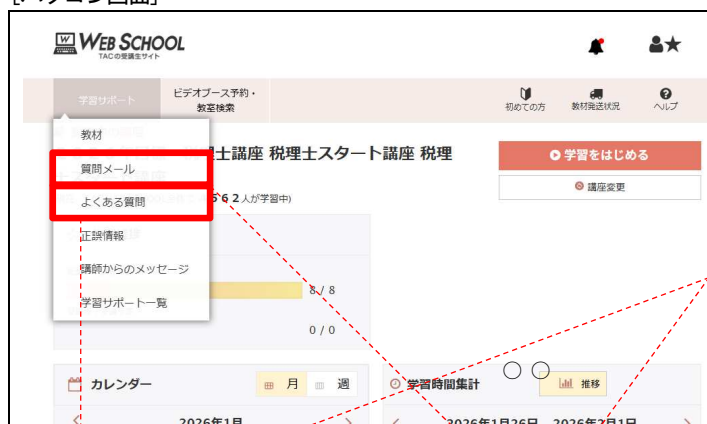 [パソコン画面]
WEB SCHOOL
TACの受講生サイト
学習サポート
ビデオブース予約・
教室検索
初めての方
教材発送状況
ヘルプ
教材
質問メール
よくある質問
正誤情報
講師からのメッセージ
学習サポート一覧
士講座 税理士スタート講座 税理
662人が学習中)
学習をはじめる
講座変更
8 / 8
0 / 0
カレンダー
月
週
学習時間集計
推移
2026年1月
2026年1月26日
2026年2月1日